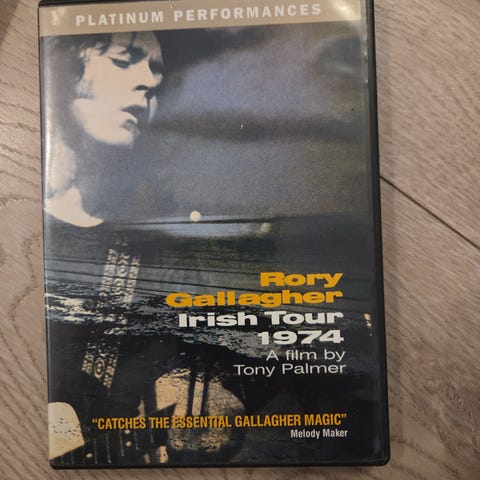 PLATINUM PERFORMANCES
Rory
Gallagher
Irish Tour
1974
A film by
Tony Palmer
"CATCHES THE ESSENTIAL GALLAGHER MAGIC"
Melody Maker